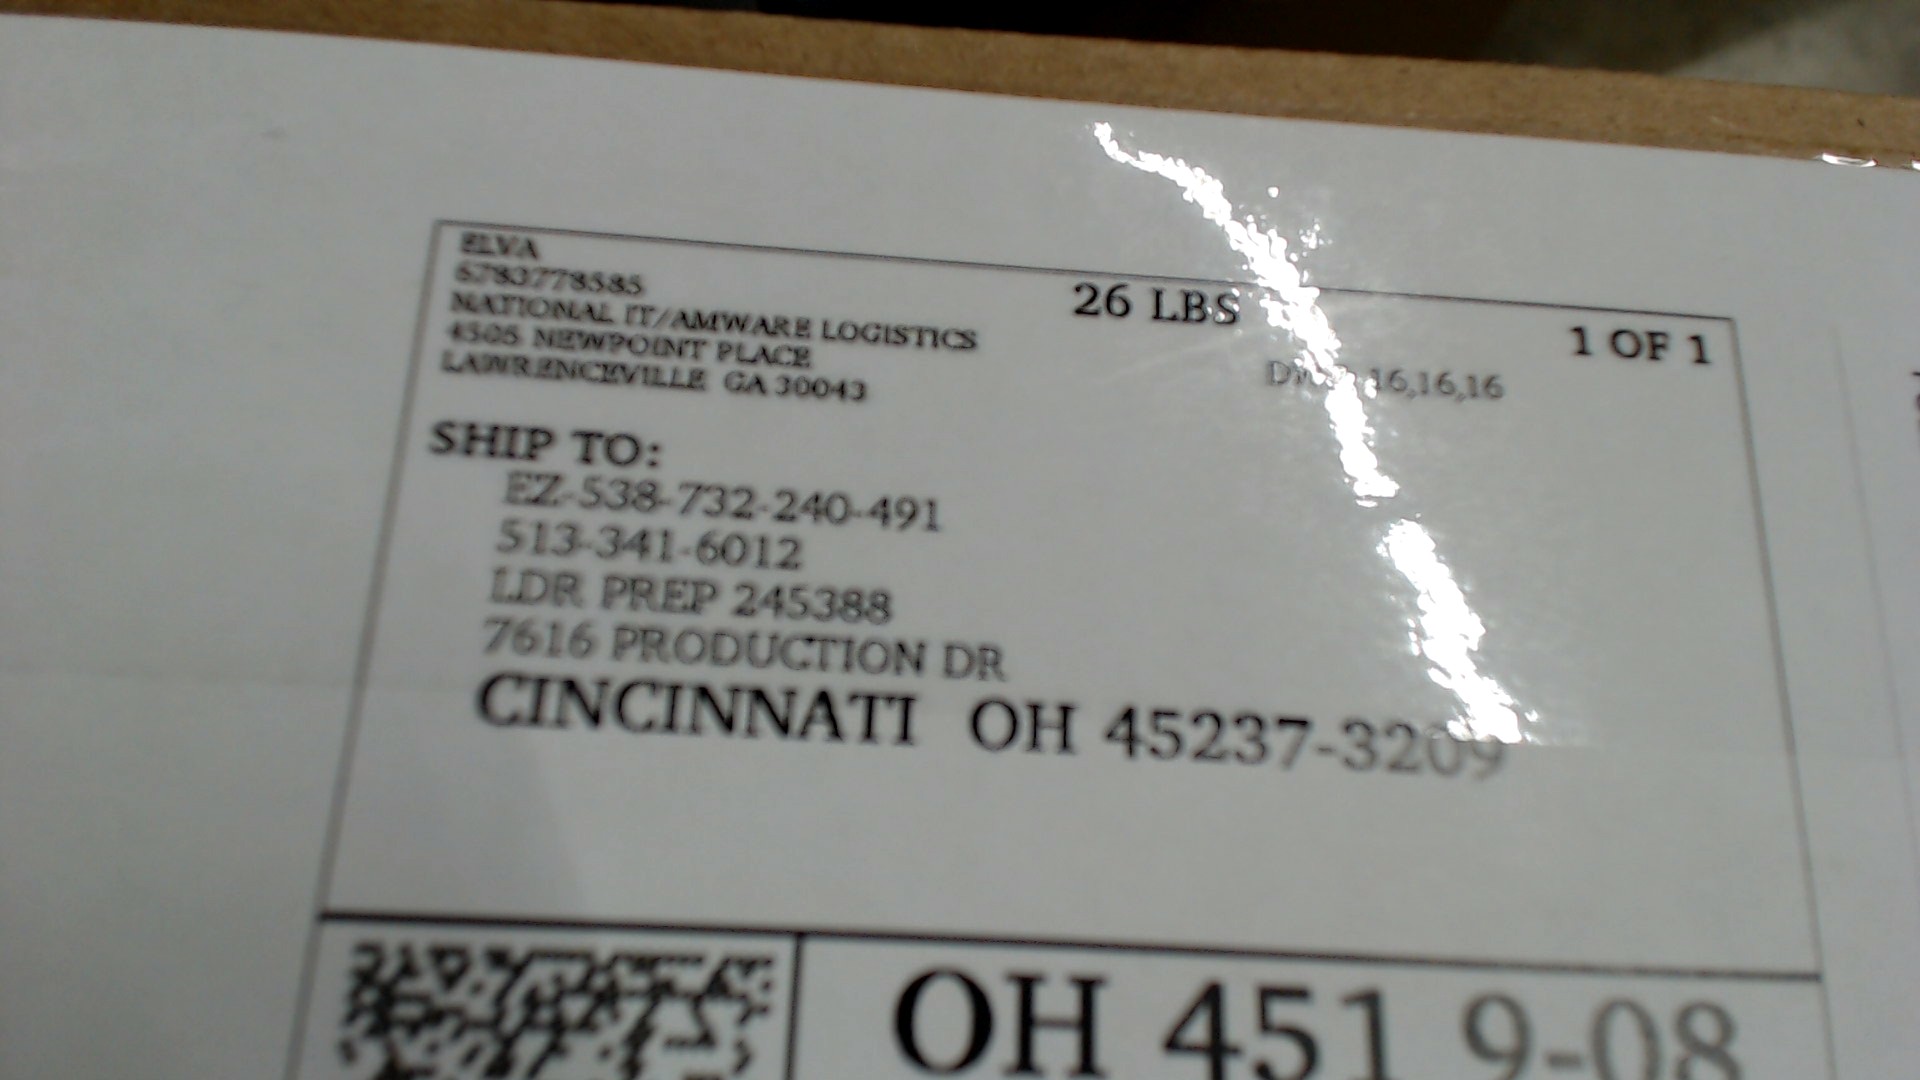 ELVA
6783778585
NATIONAL IT/AMWARE LOGISTICS
4505 NEWPOINT PLACE
LAWRENCEVILLE GA 30043
26 LBS
1 OF 1
16,16,16
SHIP TO:
EZ-538-732-240-491
513-341-6012
LDR PREP 245388
7616 PRODUCTION DR
CINCINNATI OH 45237-3209
OH 451 9-08